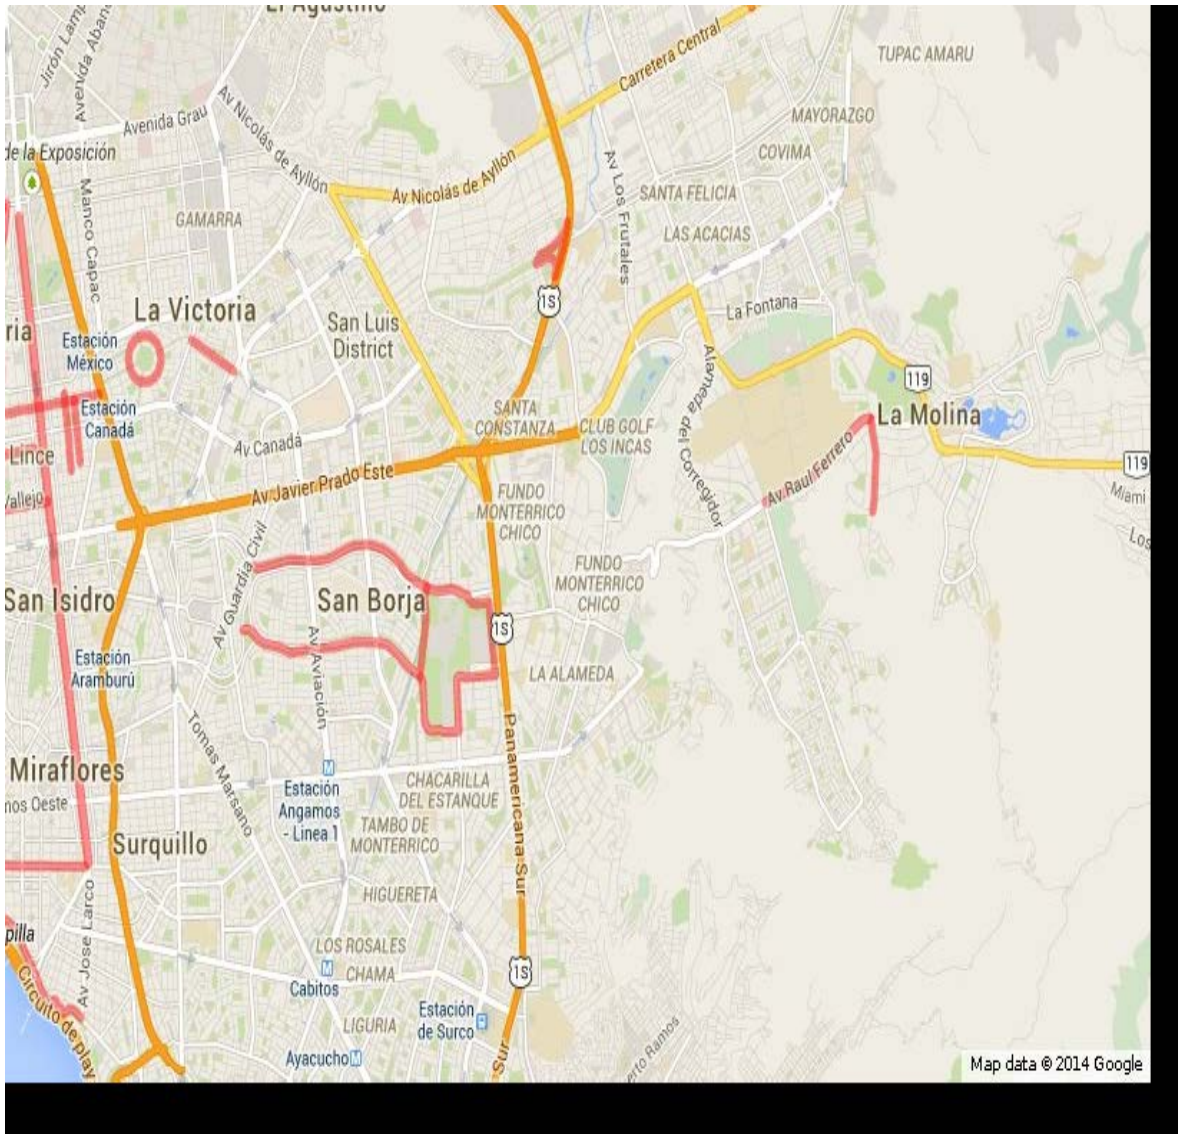 El Agustino
Jirón Lamp
Avenida Aban
Carretera Central
TUPAC AMARU
Av Nicolás de Ayllón
Avenida Grau
MAYORAZGO
de la Exposición
COVIMA
Av Nicolás de Ayllón
Av Los Frutales
SANTA FELICIA
Manco Capac
GAMARRA
LAS ACACIAS
1S
La Fontana
La Victoria
San Luis
District
ria
Estación
México
Alameda del Corregidor
119
SANTA
CONSTANZA
Estación
Canadá
CLUB GOLF
LOS INCAS
La Molina
Av. Canadá
Av Raul Ferrero
Lince
119
Av Javier Prado Este
Vallejo
FUNDO
MONTERRICO
CHICO
Miami
Los
Av Guardia Civil
FUNDO
MONTERRICO
CHICO
San Isidro
San Borja
1S
Estación
Aramburú
Av Aviación
LA ALAMEDA
Tomas Marsano
Panamericana Sur
Miraflores
M
Estación
Angamos
- Linea 1
CHACARILLA
DEL ESTANQUE
mos Oeste
TAMBO DE
MONTERRICO
Surquillo
HIGUERETA
Av Jose Larco
pilla
LOS ROSALES
M
CHAMA
1S
Cabitos
Circuito de play
Estación
de Surco
LIGURIA
Ayacucho M
Sur
erto Ramos
Map data © 2014 Google